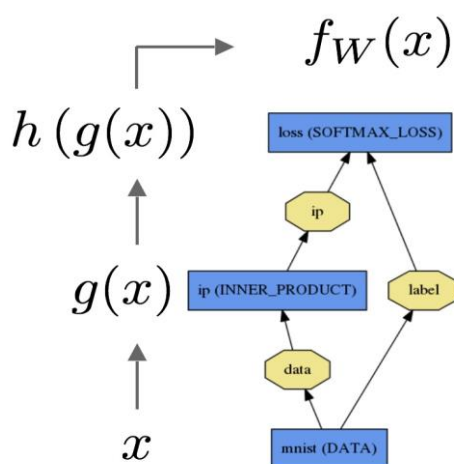 f_W(x)
h (g(x))
loss (SOFTMAX_LOSS)
ip
g(x)
ip (INNER_PRODUCT)
label
data
x
mnist (DATA)